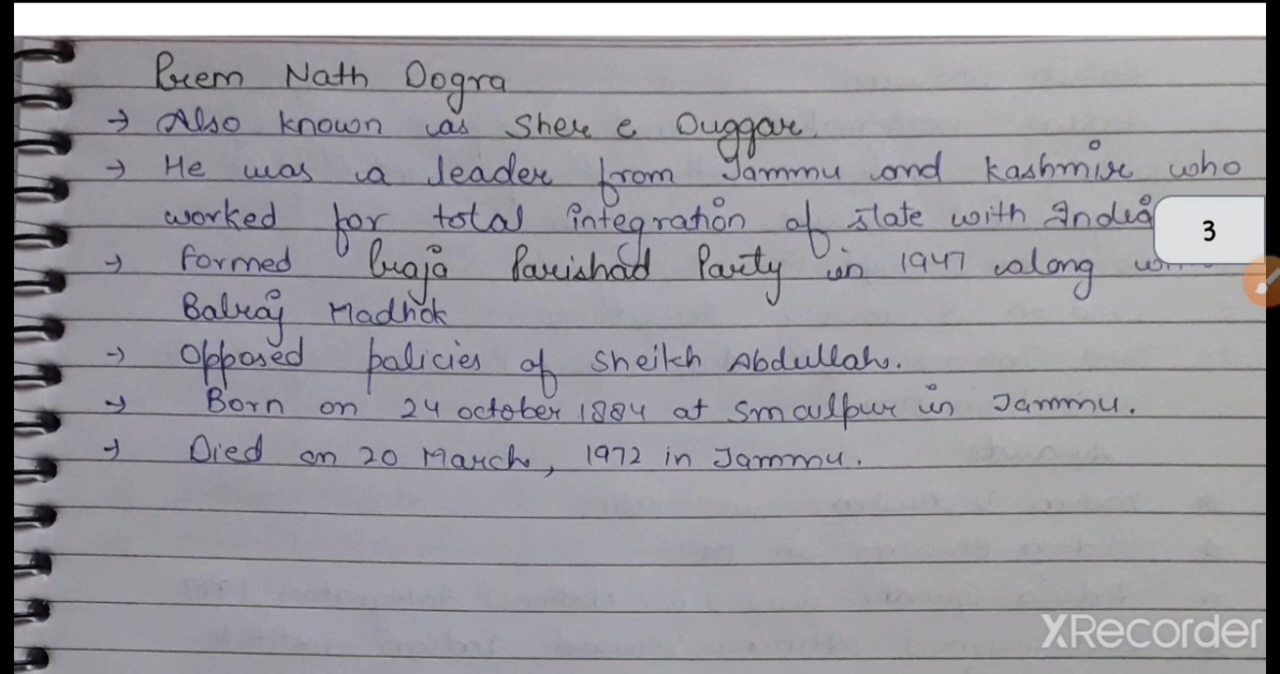 Prem Nath Dogra
→ Also known as Sher e Duggar.
→ He was a leader from Jammu and Kashmir who
worked for total integration of state with India
3
→ formed Praja Parishad Party in 1947 along
Balraj Madhok
→ Opposed policies of Sheikh Abdullah.
→ Born on 24 october 1884 at Smailpur in Jammu.
→ Died on 20 March, 1972 in Jammu.
XRecorder